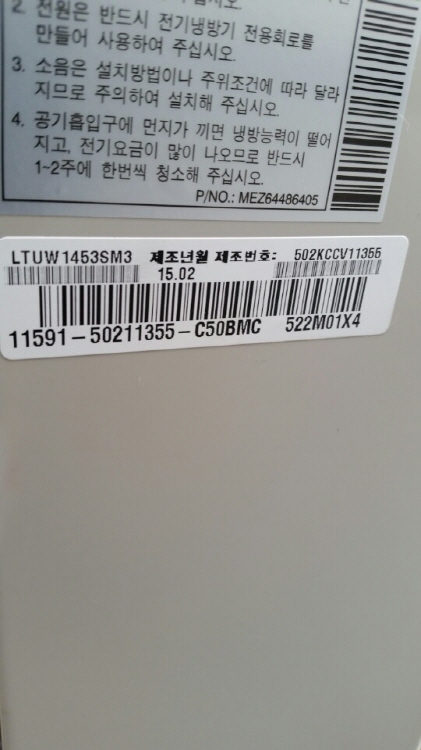 2. 전원은 반드시 전기냉방기 전용회로를
만들어 사용하여 주십시오.
3. 소음은 설치방법이나 주위조건에 따라 달라
지므로 주의하여 설치해 주십시오.
4. 공기흡입구에 먼지가 끼면 냉방능력이 떨어
지고, 전기요금이 많이 나오므로 반드시
1~2주에 한번씩 청소해 주십시오.
P/NO.: MEZ64486405
LTUW1453SM3 제조년월 제조번호: 502KCCV11355
15.02
11591-50211355-C50BMC 522M01X4